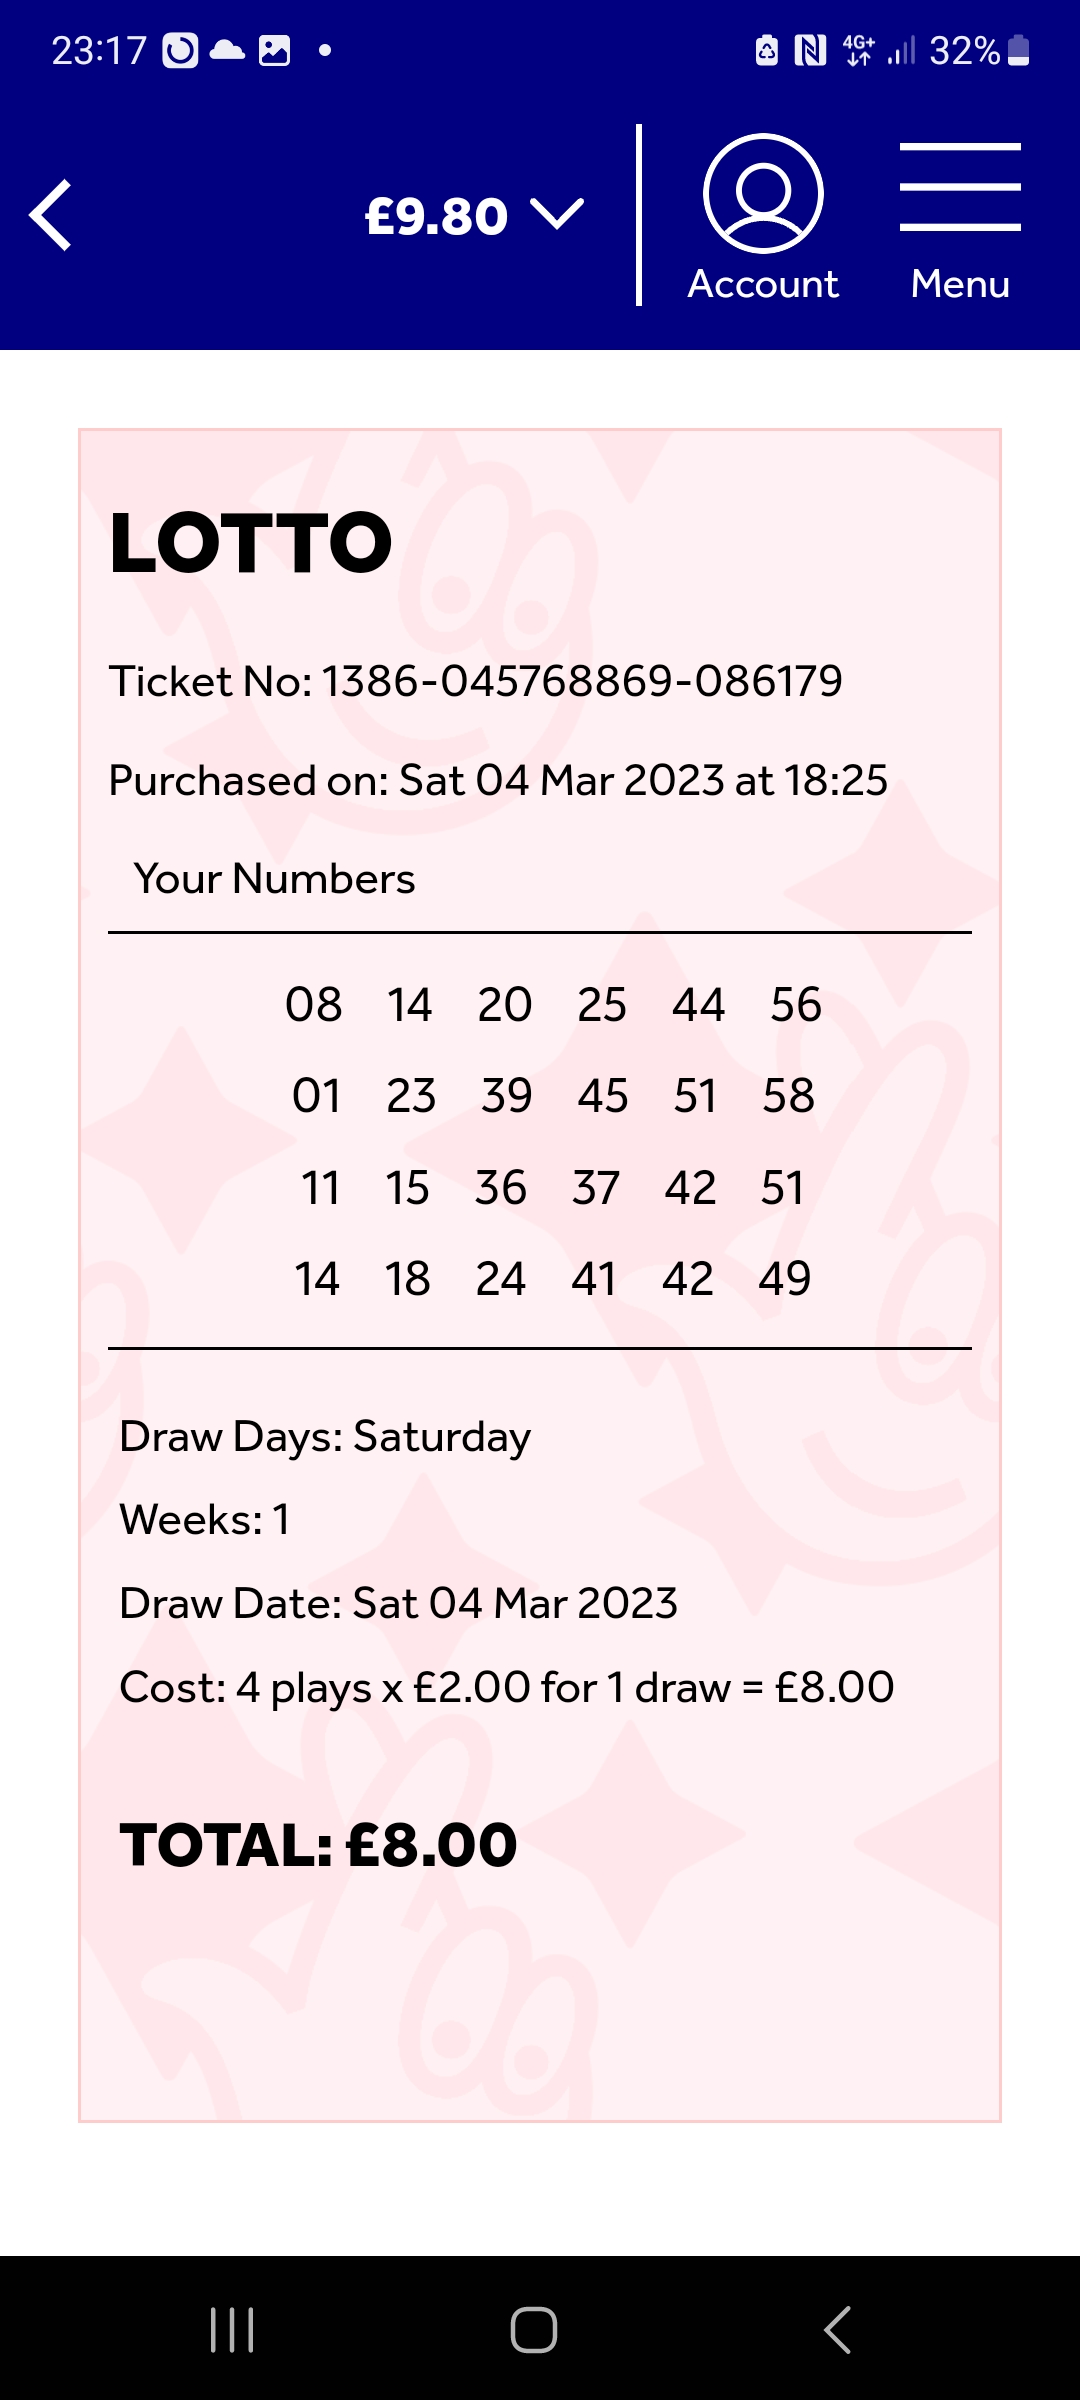 23:17 4G+ 32%
£9.80
Account Menu
LOTTO
Ticket No: 1386-045768869-086179
Purchased on: Sat 04 Mar 2023 at 18:25
Your Numbers
08 14 20 25 44 56
01 23 39 45 51 58
11 15 36 37 42 51
14 18 24 41 42 49
Draw Days: Saturday
Weeks: 1
Draw Date: Sat 04 Mar 2023
Cost: 4 plays x £2.00 for 1 draw = £8.00
TOTAL: £8.00